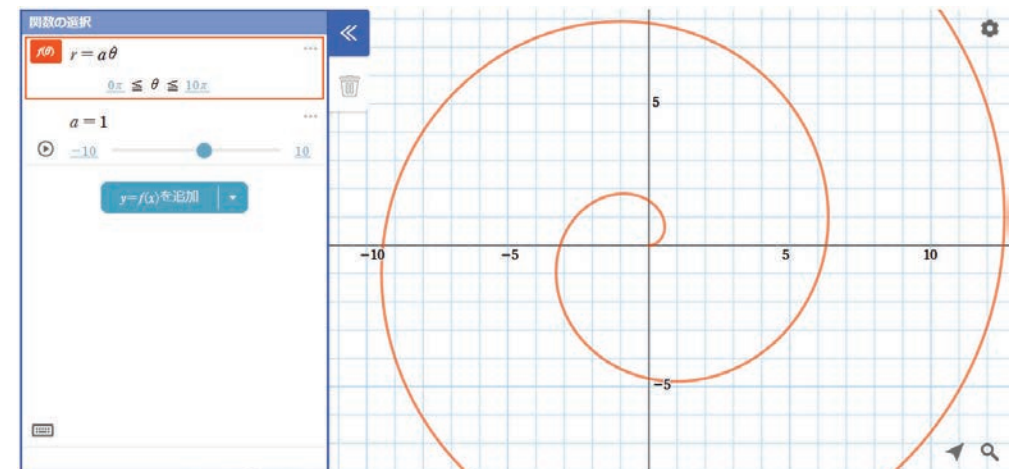 関数の選択
f(θ) r=aθ
0π ≦ θ ≦ 10π
a=1
−10 10
y=f(x)を追加
5
−10 −5 5 10
−5